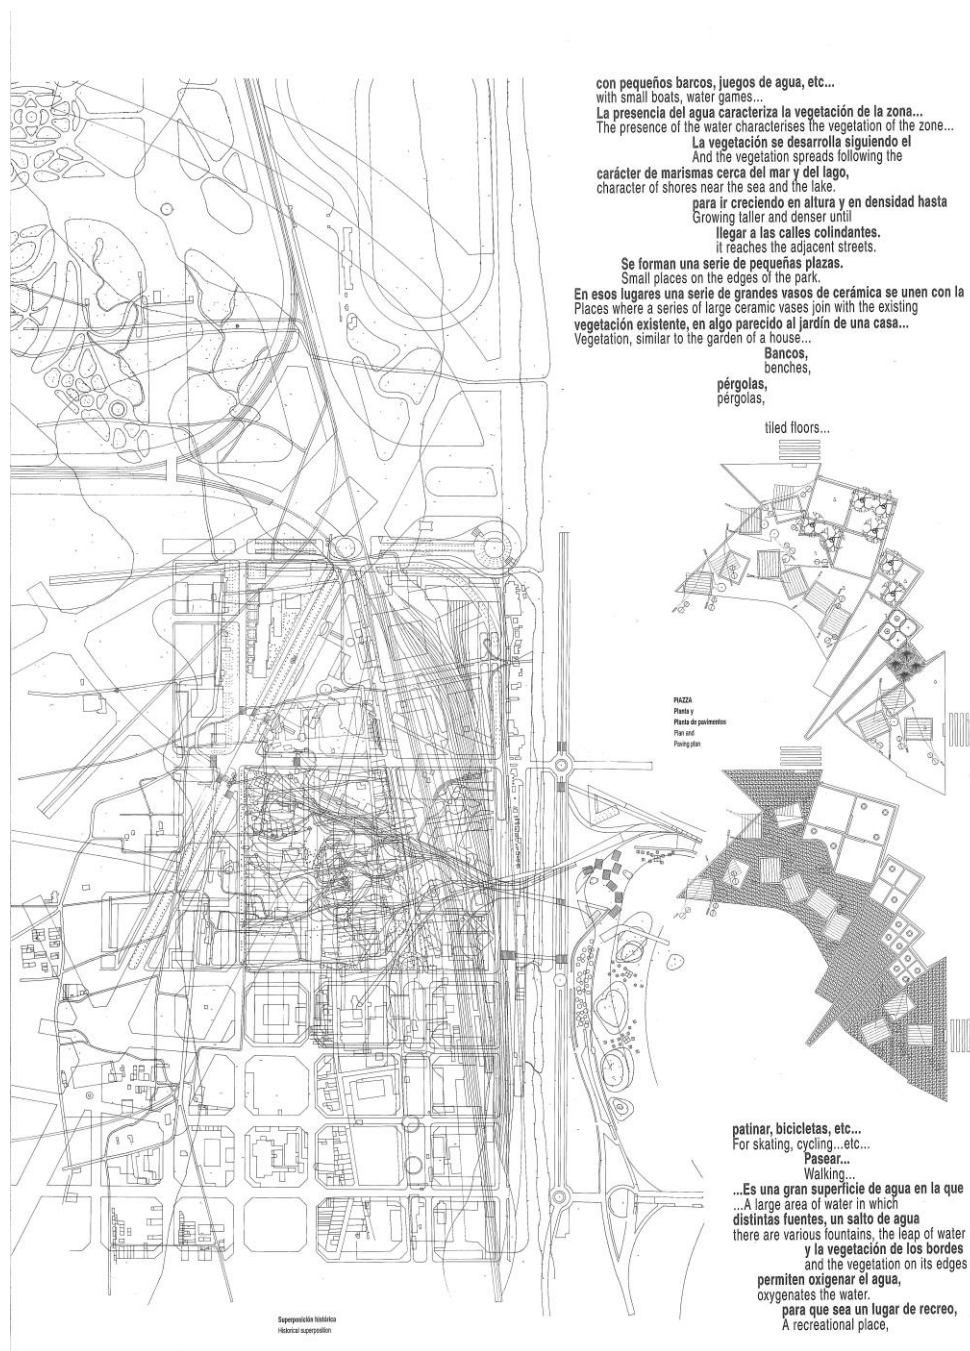 con pequeños barcos, juegos de agua, etc...
with small boats, water games...
La presencia del agua caracteriza la vegetación de la zona...
The presence of the water characterises the vegetation of the zone...
La vegetación se desarrolla siguiendo el
And the vegetation spreads following the
carácter de marismas cerca del mar y del lago,
character of shores near the sea and the lake.
para ir creciendo en altura y en densidad hasta
Growing taller and denser until
llegar a las calles colindantes.
it reaches the adjacent streets.
Se forman una serie de pequeñas plazas.
Small places on the edges of the park.
En esos lugares una serie de grandes vasos de cerámica se unen con la
Places where a series of large ceramic vases join with the existing
vegetación existente, en algo parecido al jardín de una casa...
Vegetation, similar to the garden of a house...
Bancos,
benches,
pérgolas,
pérgolas,
tiled floors...
PIAZZA
Planta y
Planta de pavimentos
Plan and
Paving plan
patinar, bicicletas, etc...
For skating, cycling...etc...
Pasear...
Walking...
...Es una gran superficie de agua en la que
...A large area of water in which
distintas fuentes, un salto de agua
there are various fountains, the leap of water
y la vegetación de los bordes
and the vegetation on its edges
permiten oxigenar el agua,
oxygenates the water.
para que sea un lugar de recreo,
A recreational place,
Superposición histórica
Historical superposition